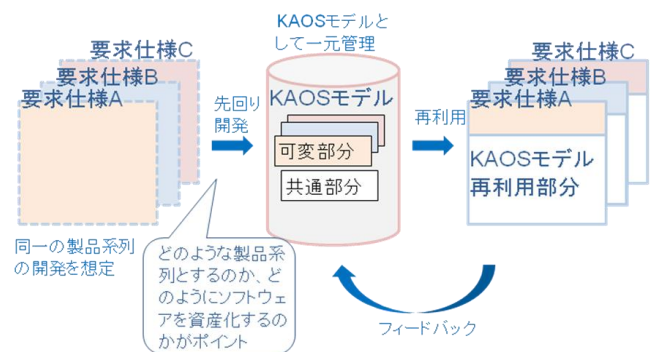 要求仕様C
要求仕様B
要求仕様A
同一の製品系列
の開発を想定
先回り
開発
どのような製品系
列とするのか、ど
のようにソフトウェ
アを資産化するの
かがポイント
KAOSモデルと
して一元管理
KAOSモデル
可変部分
共通部分
再利用
要求仕様C
要求仕様B
要求仕様A
KAOSモデル
再利用部分
フィードバック